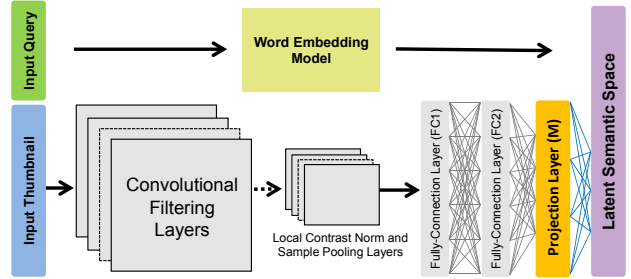 Input Query
Word Embedding
Model
Input Thumbnail
Convolutional
Filtering
Layers
Local Contrast Norm and
Sample Pooling Layers
Fully-Connection Layer (FC1)
Fully-Connection Layer (FC2)
Projection Layer (M)
Latent Semantic Space